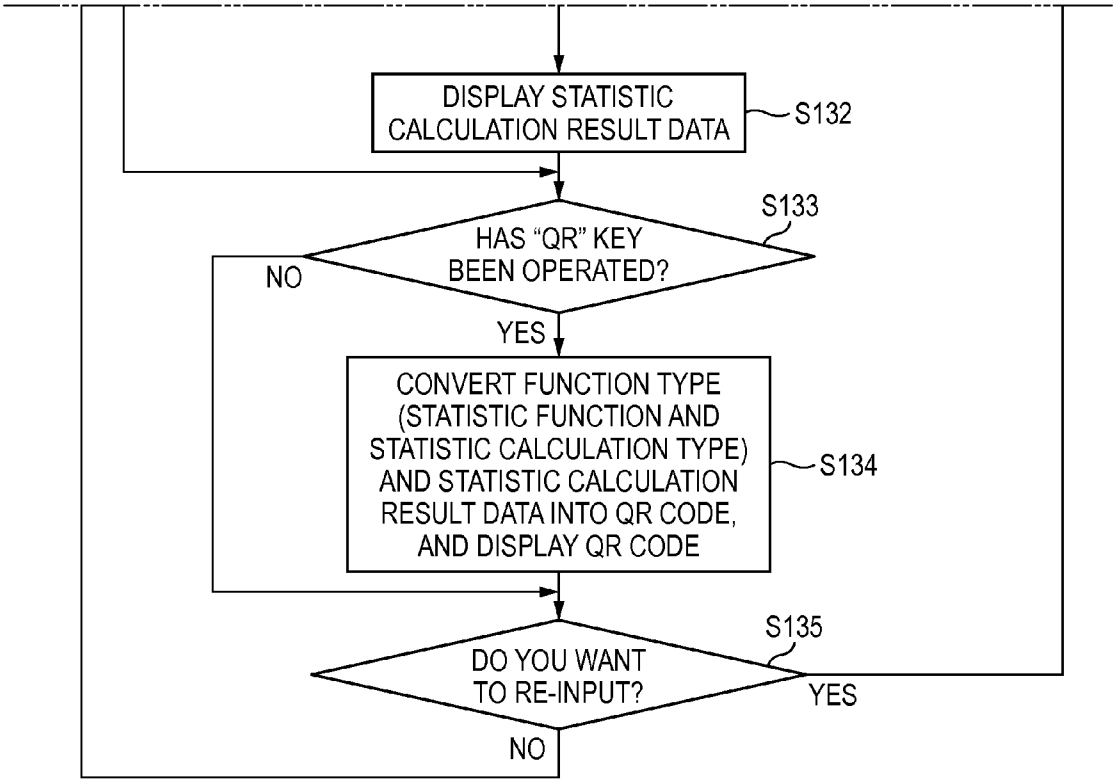 DISPLAY STATISTIC
CALCULATION RESULT DATA
S132
S133
HAS “QR” KEY
BEEN OPERATED?
NO
YES
CONVERT FUNCTION TYPE
(STATISTIC FUNCTION AND
STATISTIC CALCULATION TYPE)
AND STATISTIC CALCULATION
RESULT DATA INTO QR CODE,
AND DISPLAY QR CODE
S134
S135
DO YOU WANT
TO RE-INPUT?
YES
NO